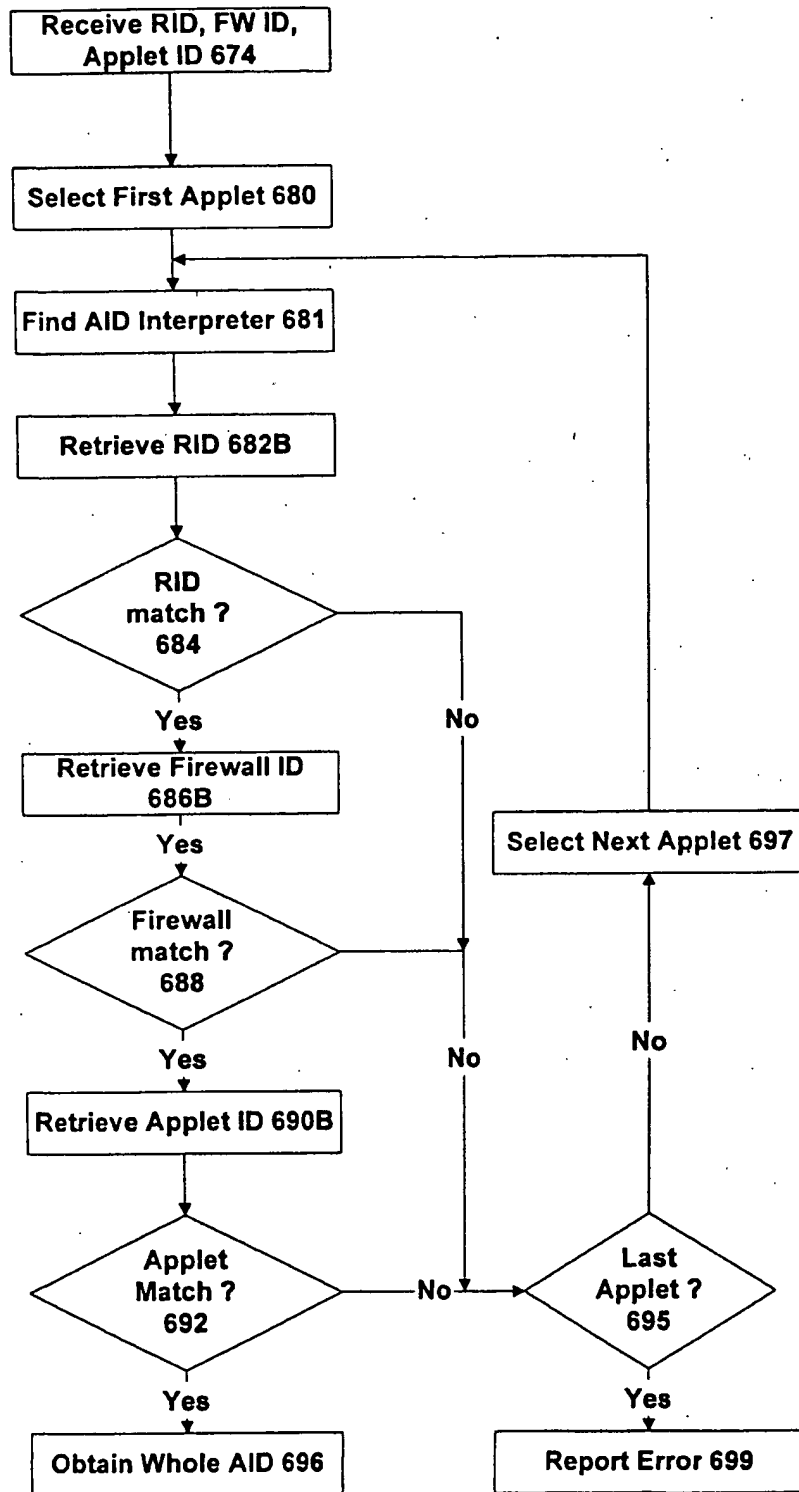 Receive RID, FW ID,
Applet ID 674
Select First Applet 680
Find AID Interpreter 681
Retrieve RID 682B
RID
match ?
684
Yes
No
Retrieve Firewall ID
686B
Yes
Select Next Applet 697
Firewall
match ?
688
Yes
No
No
Retrieve Applet ID 690B
Applet
Match ?
692
No
Last
Applet ?
695
Yes
Yes
Obtain Whole AID 696
Report Error 699